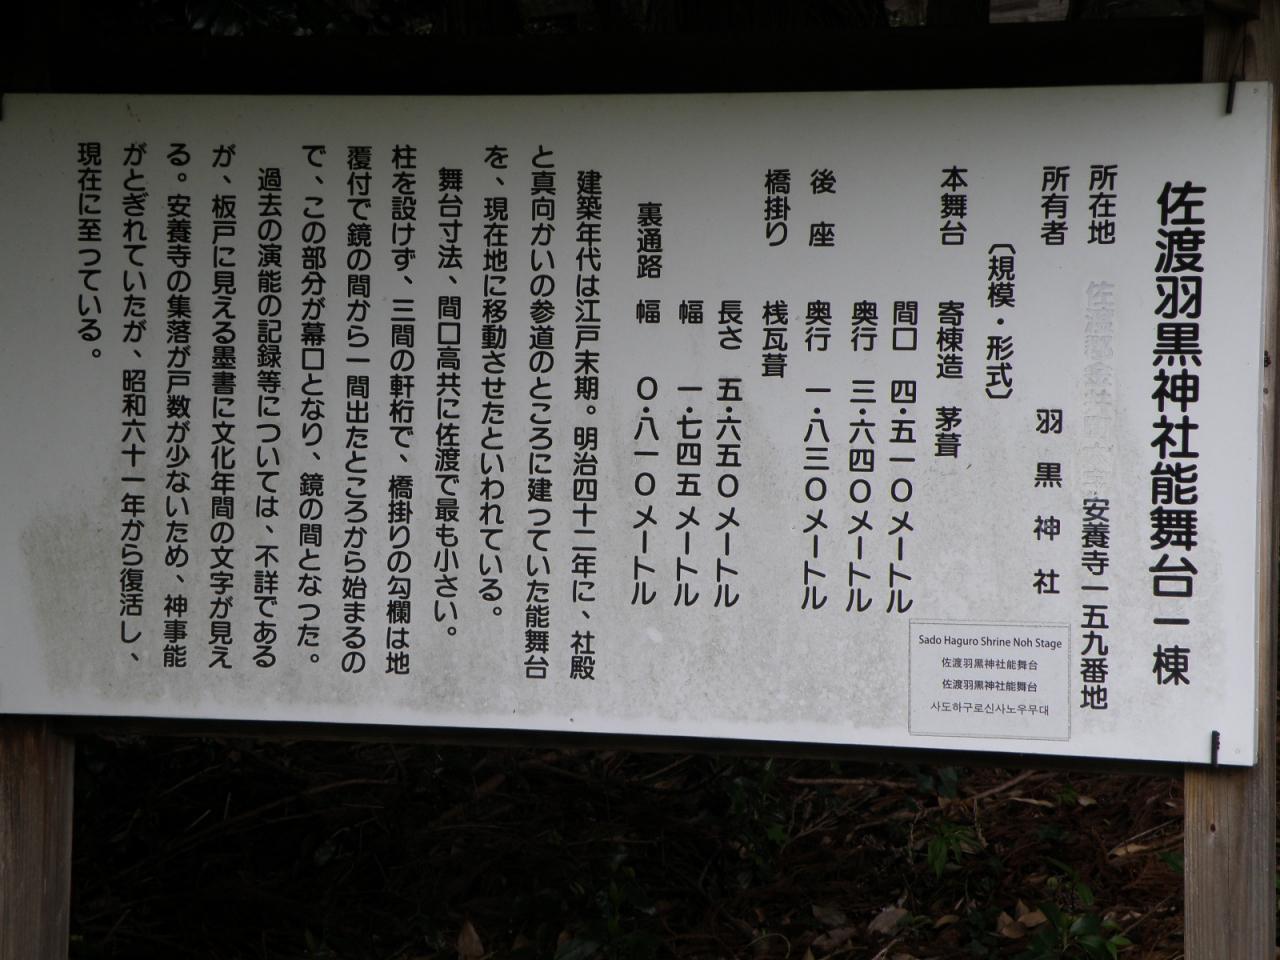 佐渡羽黒神社能舞台一棟
所在地 安養寺一五九番地
所有者 羽黒神社
〔規模・形式〕
本舞台 寄棟造 茅葺
間口 四・五一〇メートル
奥行 三・六四〇メートル
後座 奥行 一・八三〇メートル
橋掛り 桟瓦葺
長さ 五・六五〇メートル
幅 一・七四五メートル
裏通路 幅 〇・八一〇メートル
建築年代は江戸末期。明治四十二年に、社殿
と真向かいの参道のところに建つていた能舞台
を、現在地に移動させたといわれている。
舞台寸法、間口高共に佐渡で最も小さい。
柱を設けず、三間の軒桁で、橋掛りの勾欄は地
覆付で鏡の間から一間出たところから始まるの
で、この部分が幕口となり、鏡の間となつた。
過去の演能の記録等については、不詳である
が、板戸に見える墨書に文化年間の文字が見え
る。安養寺の集落が戸数が少ないため、神事能
がとぎれていたが、昭和六十一年から復活し、
現在に至つている。
Sado Haguro Shrine Noh Stage
佐渡羽黒神社能舞台
佐渡羽黒神社能舞台
사도하구로신사노우무대